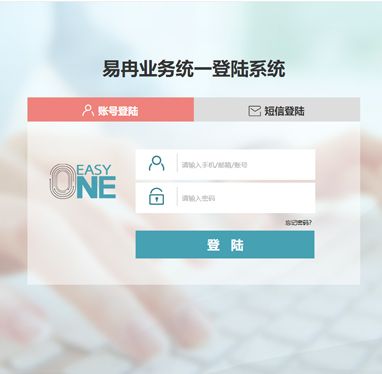 易冉业务统一登陆系统
账号登陆
短信登陆
EASY
ONE
请输入手机/邮箱/账号
请输入密码
忘记密码?
登 陆